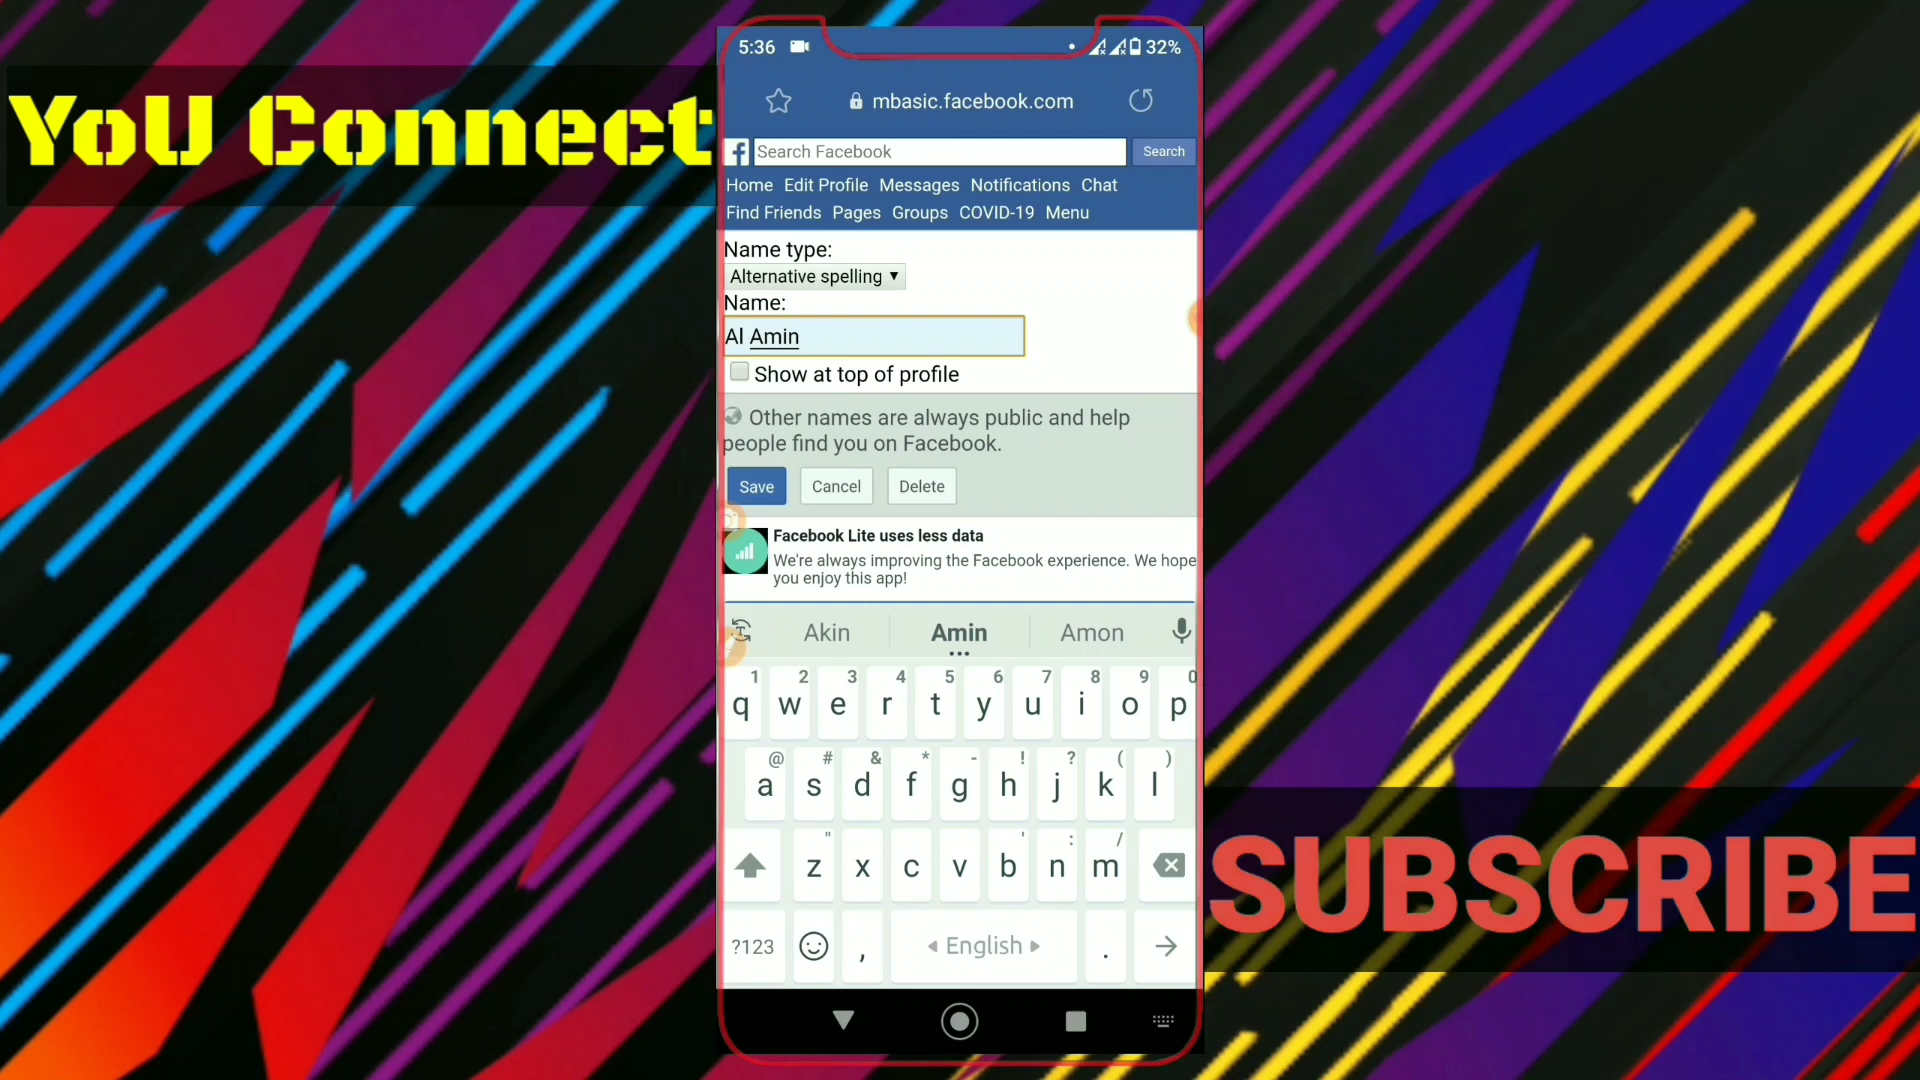 YoU Connect
5:36
32%
mbasic.facebook.com
f
Search Facebook
Search
Home Edit Profile Messages Notifications Chat
Find Friends Pages Groups COVID-19 Menu
Name type:
Alternative spelling ▼
Name:
Al Amin
Show at top of profile
Other names are always public and help
people find you on Facebook.
Save Cancel Delete
Facebook Lite uses less data
We're always improving the Facebook experience. We hope
you enjoy this app!
Akin Amin Amon
1 2 3 4 5 6 7 8 9 0
q w e r t y u i o p
@ # & * - ! ? ( )
a s d f g h j k l
" ' : /
z x c v b n m
?123 , English .
SUBSCRIBE